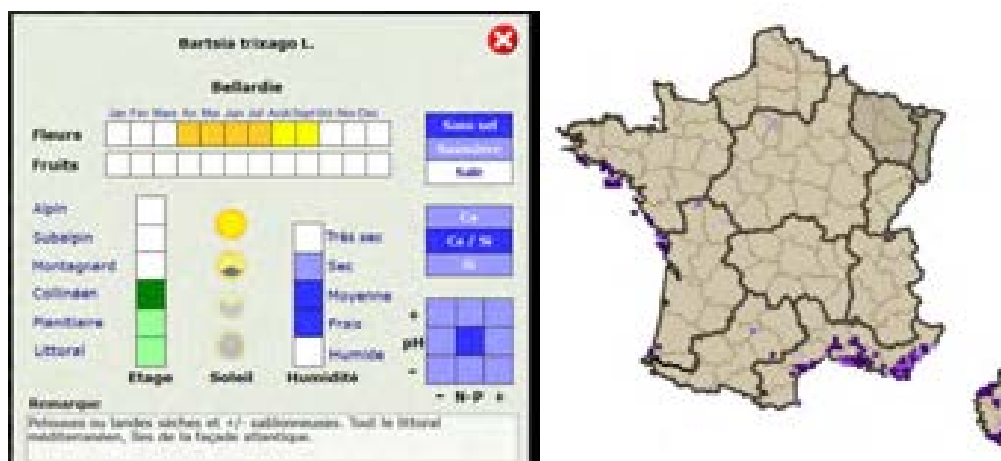 Bartsia trixago L.
Bellardie
Jan Fev Mars Av Mai Juin Juil Août Sept Oct Nov Dec
Fleurs
Fruits
Sans sel
Saumâtre
Salé
Alpin
Subalpin
Montagnard
Collinéen
Planitiaire
Littoral
Etage
Soleil
Très sec
Sec
Moyenne
Frais
Humide
Humidité
Ca
Ca / Si
Si
+
pH
-
- N-P +
Remarque
Pelouses ou landes sèches et +/- sablonneuses. Tout le littoral
méditerranéen, îles de la façade atlantique.